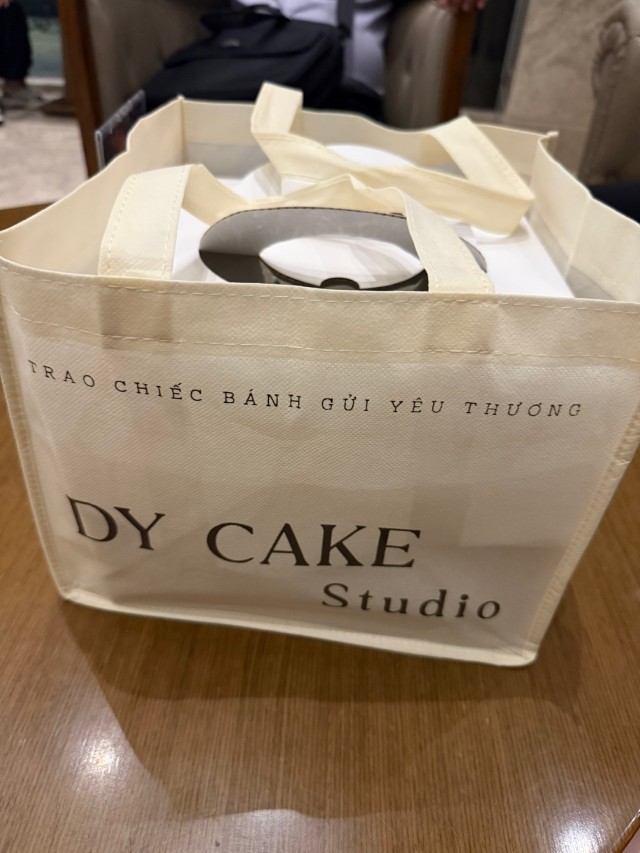 TRAO CHIẾC BÁNH GỬI YÊU THƯƠNG
DY CAKE
Studio